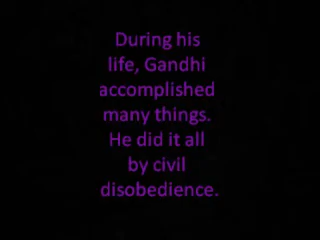 During his
life, Gandhi
accomplished
many things.
He did it all
by civil
disobedience.